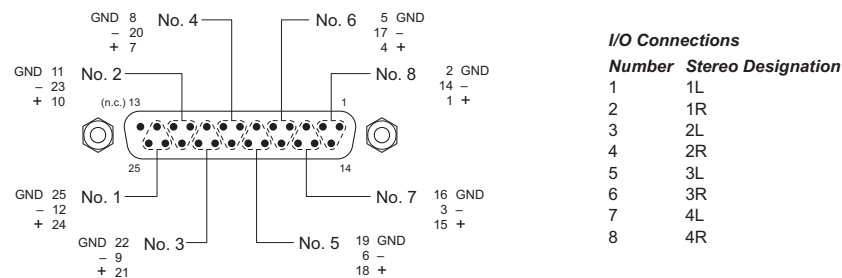 GND 8 No. 4
– 20
+ 7
No. 6 5 GND
17 –
4 +
GND 11 No. 2
– 23
+ 10
No. 8 2 GND
14 –
1 +
(n.c.) 13 1
25 14
GND 25 No. 1
– 12
+ 24
No. 7 16 GND
3 –
15 +
GND 22 No. 3
– 9
+ 21
No. 5 19 GND
6 –
18 +
I/O Connections
Number Stereo Designation
1 1L
2 1R
3 2L
4 2R
5 3L
6 3R
7 4L
8 4R